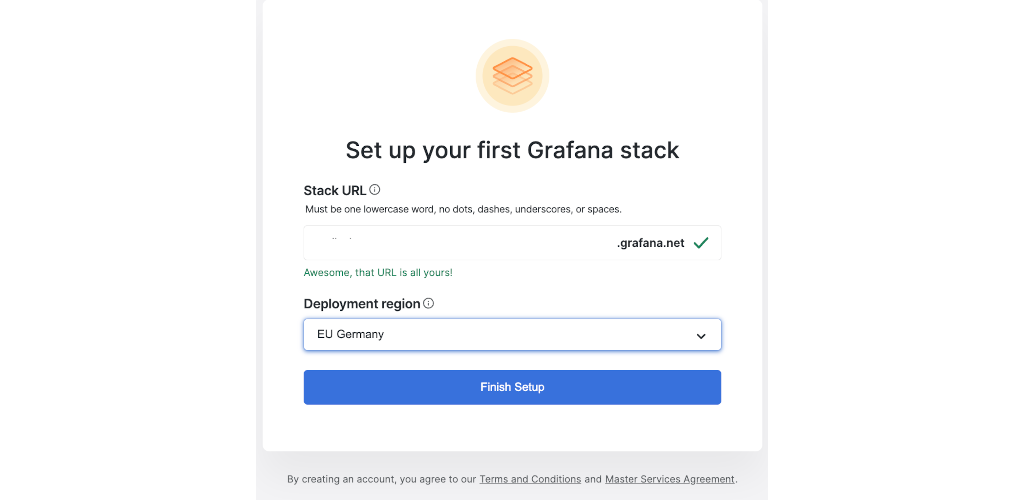 Set up your first Grafana stack
Stack URL
Must be one lowercase word, no dots, dashes, underscores, or spaces.
.grafana.net
Awesome, that URL is all yours!
Deployment region
EU Germany
Finish Setup
By creating an account, you agree to our Terms and Conditions and Master Services Agreement.